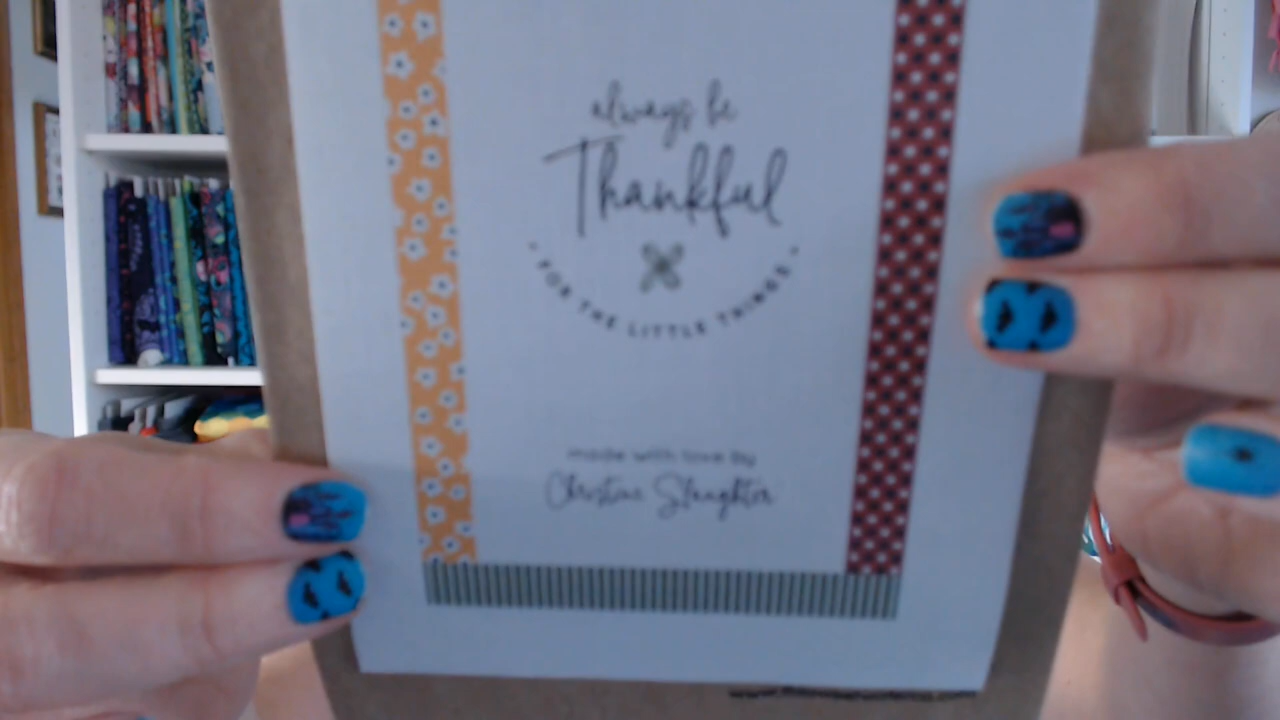 always be
Thankful
• FOR THE LITTLE THINGS •
made with love by
Christine Slaughter